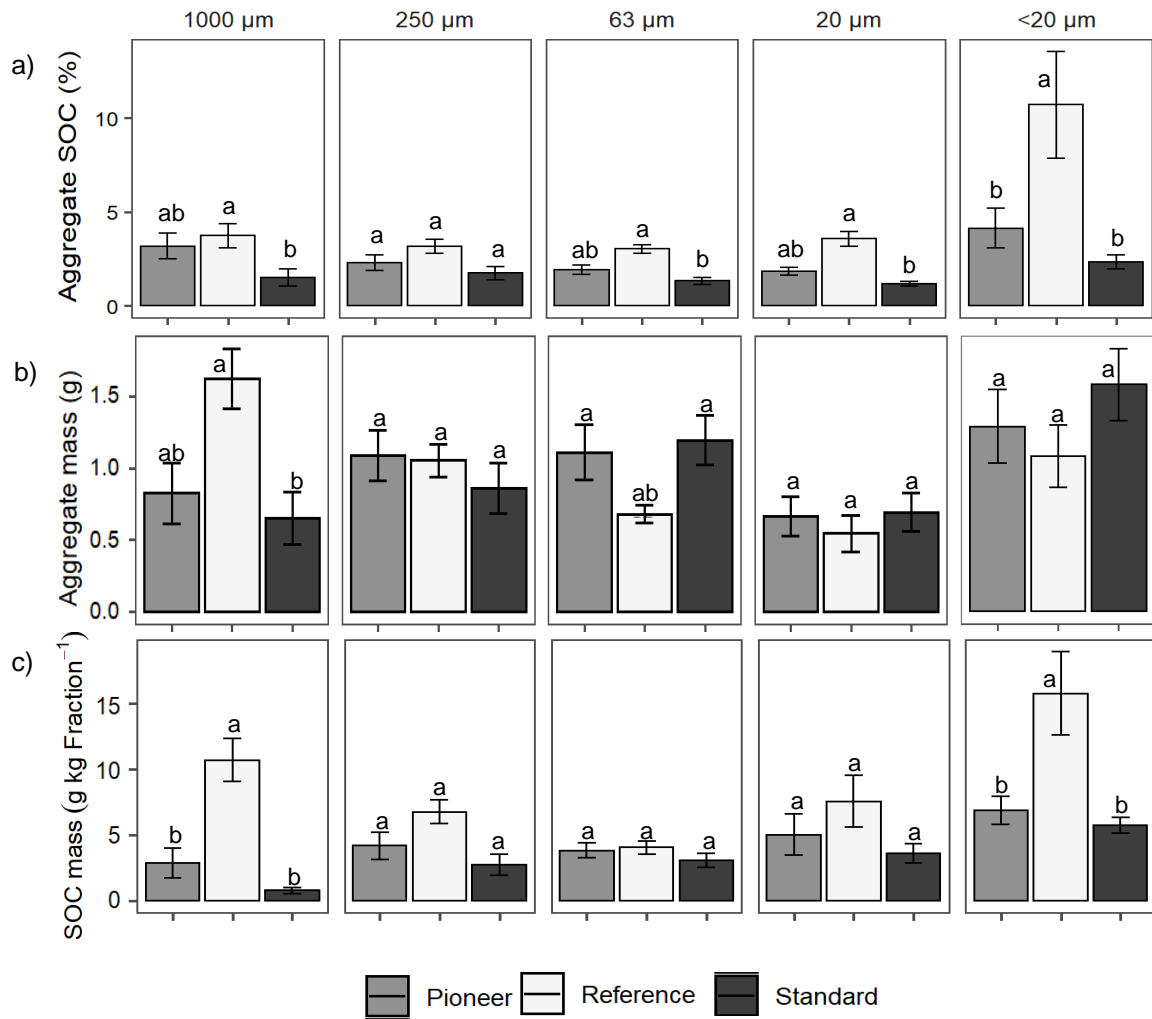 1000 µm 250 µm 63 µm 20 µm <20 µm
a)
Aggregate SOC (%)
10
5
0
ab a b
a a a
ab a b
ab a b
b a b
b)
Aggregate mass (g)
1.5
1.0
0.5
0.0
ab a b
a a a
a ab a
a a a
a a a
c)
SOC mass (g kg Fraction⁻¹)
15
10
5
0
b a b
a a a
a a a
a a a
b a b
Pioneer Reference Standard